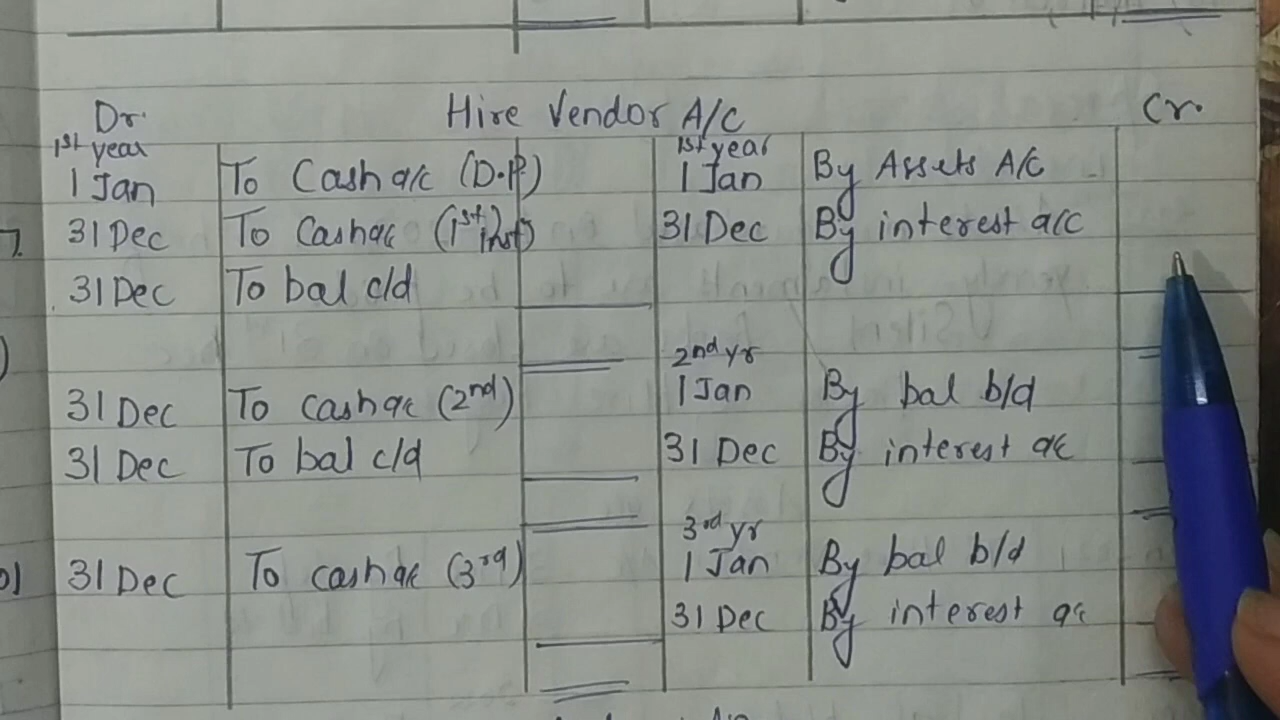 Dr. Hire Vendor A/C Cr.
1st year 1st year
1 Jan To Cash a/c (D.P) 1 Jan By Assets A/C
31 Dec To Cash a/c (1st inst) 31 Dec By interest a/c
31 Dec To bal c/d
2nd yr
31 Dec To cash a/c (2nd) 1 Jan By bal b/d
31 Dec To bal c/d 31 Dec By interest a/c
3rd yr
31 Dec To cash a/c (3rd) 1 Jan By bal b/d
31 Dec By interest a/c